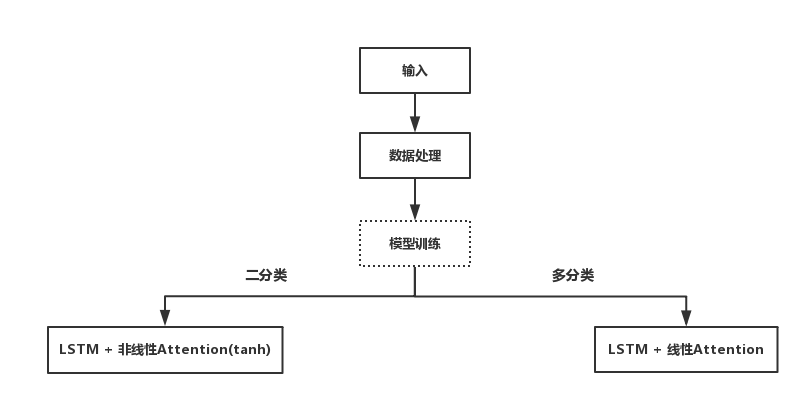 输入
数据处理
模型训练
二分类
多分类
LSTM + 非线性Attention(tanh)
LSTM + 线性Attention